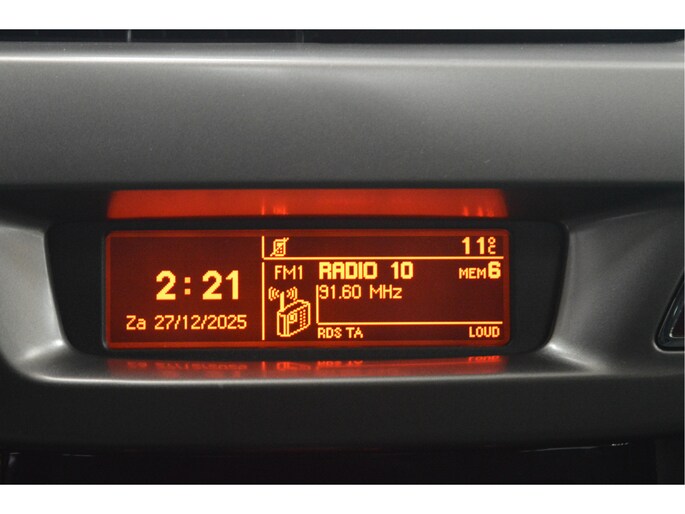 11°C
2:21
Za 27/12/2025
FM1 RADIO 10 MEM6
91.60 MHz
RDS TA LOUD